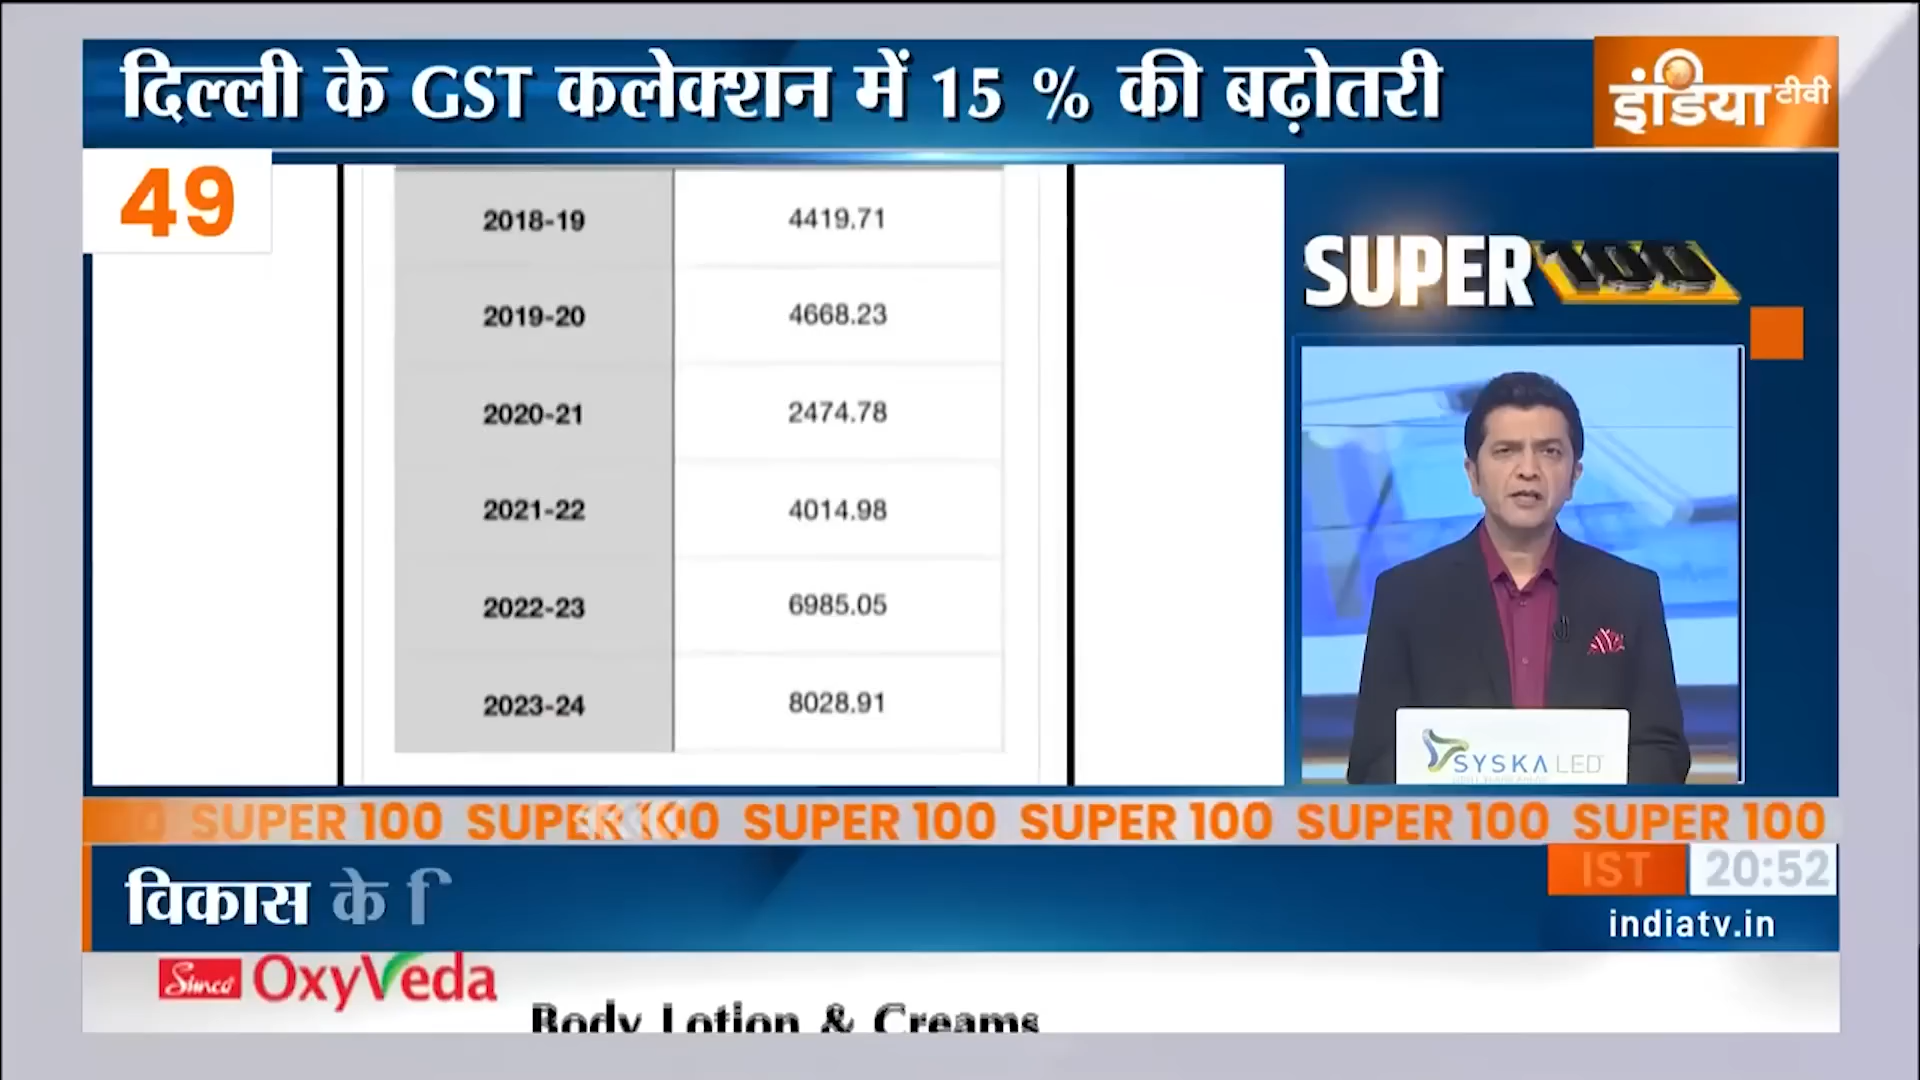 दिल्ली के GST कलेक्शन में 15 % की बढ़ोतरी
इंडिया टीवी
49
2018-19 4419.71
2019-20 4668.23
2020-21 2474.78
2021-22 4014.98
2022-23 6985.05
2023-24 8028.91
SUPER 100
SYSKA LED
SUPER 100 SUPER 100 SUPER 100 SUPER 100 SUPER 100 SUPER 100
विकास के
IST 20:52
indiatv.in
Simco OxyVeda
Body Lotion & Creams